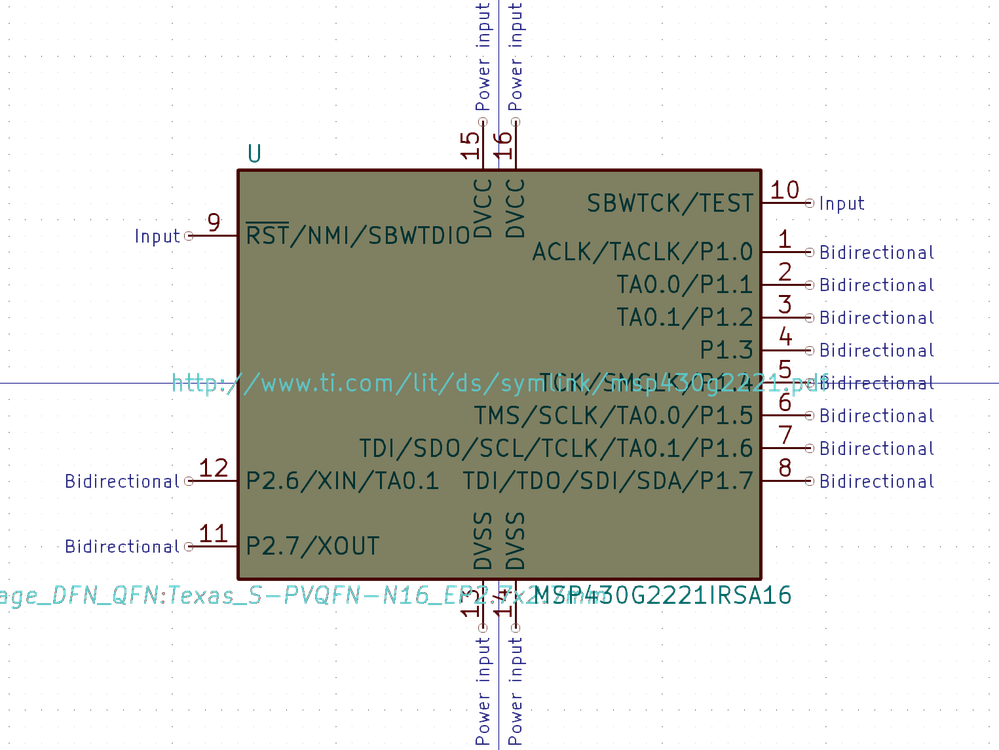 Power input
Power input
15
16
U
9
Input
RST/NMI/SBWTDIO
DVCC
DVCC
SBWTCK/TEST
10
Input
ACLK/TACLK/P1.0
1
Bidirectional
TA0.0/P1.1
2
Bidirectional
TA0.1/P1.2
3
Bidirectional
P1.3
4
Bidirectional
http://www.ti.com/lit/ds/symlink/msp430g2221.pdf
TCK/SMCLK/P1.4
5
Bidirectional
TMS/SCLK/TA0.0/P1.5
6
Bidirectional
TDI/SDO/SCL/TCLK/TA0.1/P1.6
7
Bidirectional
Bidirectional
12
P2.6/XIN/TA0.1
TDI/TDO/SDI/SDA/P1.7
8
Bidirectional
Bidirectional
11
P2.7/XOUT
DVSS
DVSS
age_DFN_QFN:Texas_S-PVQFN-N16_EP2.7x2.7mm
MSP430G2221IRSA16
13
14
Power input
Power input